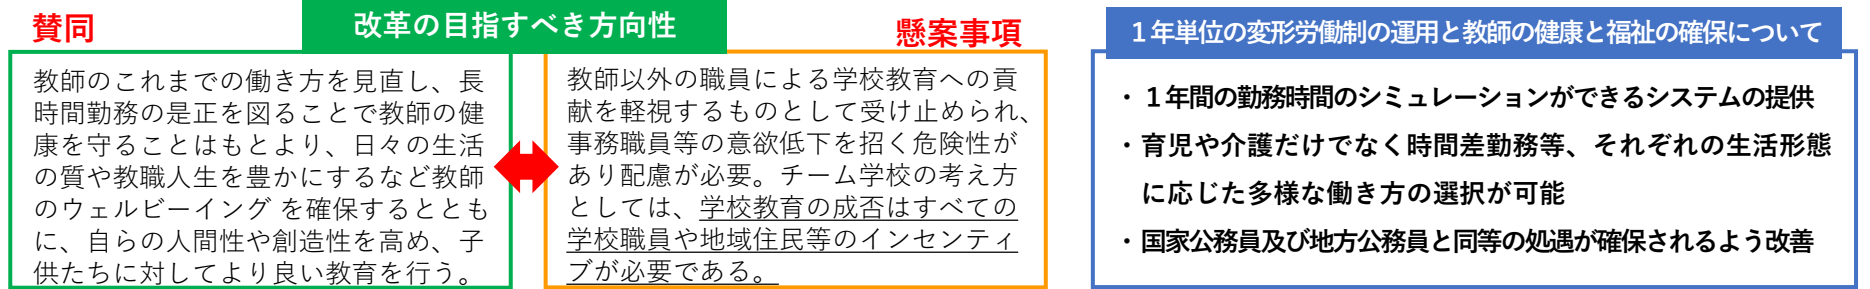 賛同
改革の目指すべき方向性
懸案事項
教師のこれまでの働き方を見直し、長
時間勤務の是正を図ることで教師の健
康を守ることはもとより、日々の生活
の質や教職人生を豊かにするなど教師
のウェルビーイング を確保するととも
に、自らの人間性や創造性を高め、子
供たちに対してより良い教育を行う。
教師以外の職員による学校教育への貢
献を軽視するものとして受け止められ、
事務職員等の意欲低下を招く危険性が
あり配慮が必要。チーム学校の考え方
としては、学校教育の成否はすべての
学校職員や地域住民等のインセンティ
ブが必要である。
１年単位の変形労働制の運用と教師の健康と福祉の確保について
・１年間の勤務時間のシミュレーションができるシステムの提供
・育児や介護だけでなく時間差勤務等、それぞれの生活形態
に応じた多様な働き方の選択が可能
・国家公務員及び地方公務員と同等の処遇が確保されるよう改善